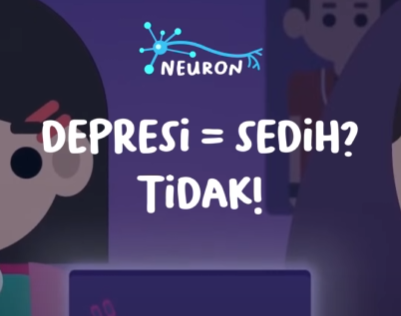 NEURON
DEPRESi = SEDiH?
TiDAK!